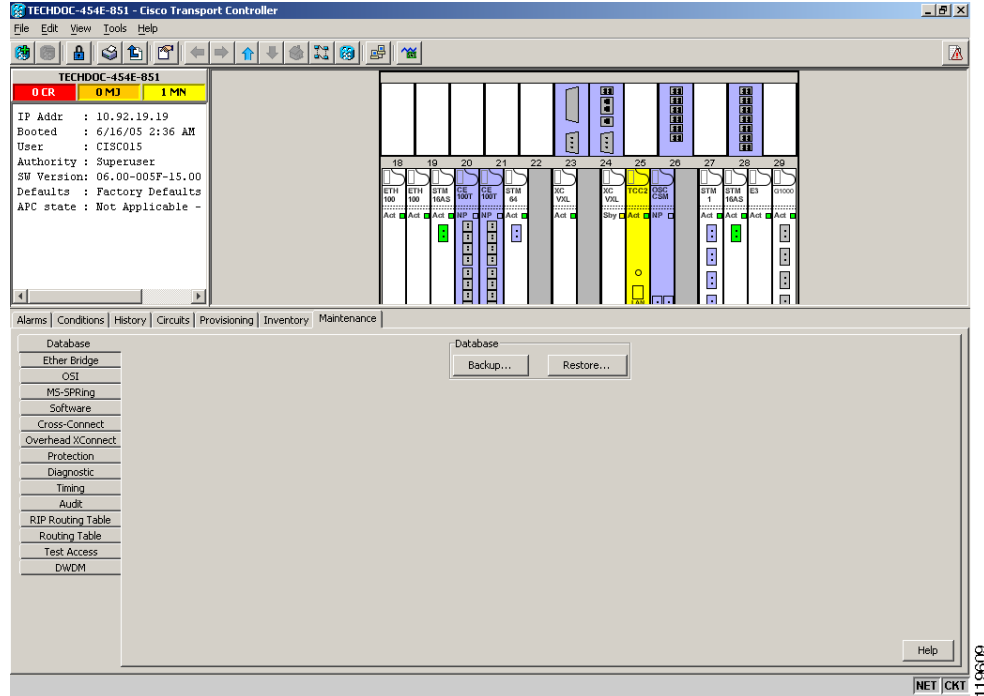 TECHDOC-454E-851 - Cisco Transport Controller
File Edit View Tools Help
TECHDOC-454E-851
0 CR 0 MJ 1 MN
IP Addr : 10.92.19.19
Booted : 6/16/05 2:36 AM
User : CISCO15
Authority : Superuser
SW Version: 06.00-005F-15.00
Defaults : Factory Defaults
APC state : Not Applicable -
18 19 20 21 22 23 24 25 26 27 28 29
ETH 100
ETH 100
STM 16AS
CE 100T
CE 100T
STM 64
XC VXL
XC VXL
TCC2
OSC CSM
STM 1
STM 16AS
E3
G1000
Act Act Act NP NP Act Act Sby Act NP Act Act Act Act
LAN
Alarms Conditions History Circuits Provisioning Inventory Maintenance
Database
Ether Bridge
OSI
MS-SPRing
Software
Cross-Connect
Overhead XConnect
Protection
Diagnostic
Timing
Audit
RIP Routing Table
Routing Table
Test Access
DWDM
Database
Backup... Restore...
Help
NET CKT
119609